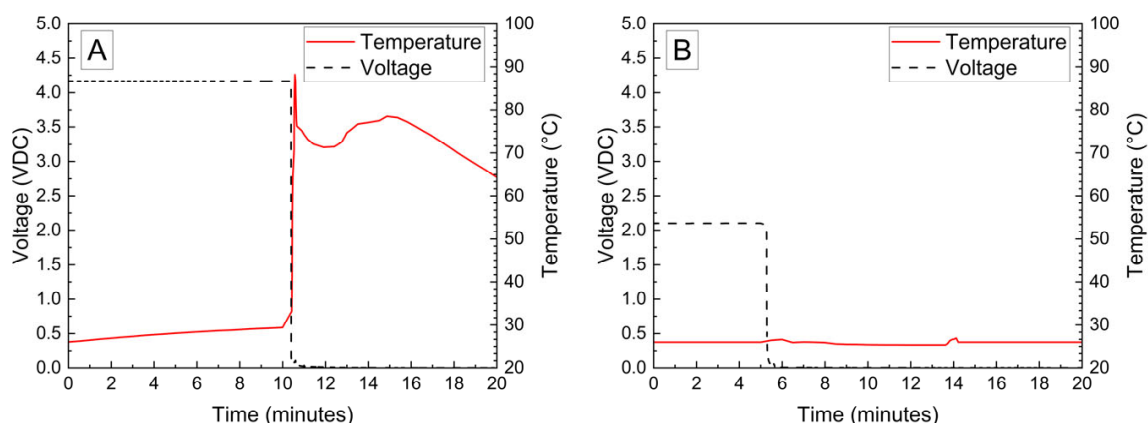 A
Temperature
Voltage
Voltage (VDC)
5.0
4.5
4.0
3.5
3.0
2.5
2.0
1.5
1.0
0.5
0.0
100
90
80
70
60
50
40
30
20
Temperature (°C)
0 2 4 6 8 10 12 14 16 18 20
Time (minutes)
B
Temperature
Voltage
Voltage (VDC)
5.0
4.5
4.0
3.5
3.0
2.5
2.0
1.5
1.0
0.5
0.0
100
90
80
70
60
50
40
30
20
Temperature (°C)
0 2 4 6 8 10 12 14 16 18 20
Time (minutes)